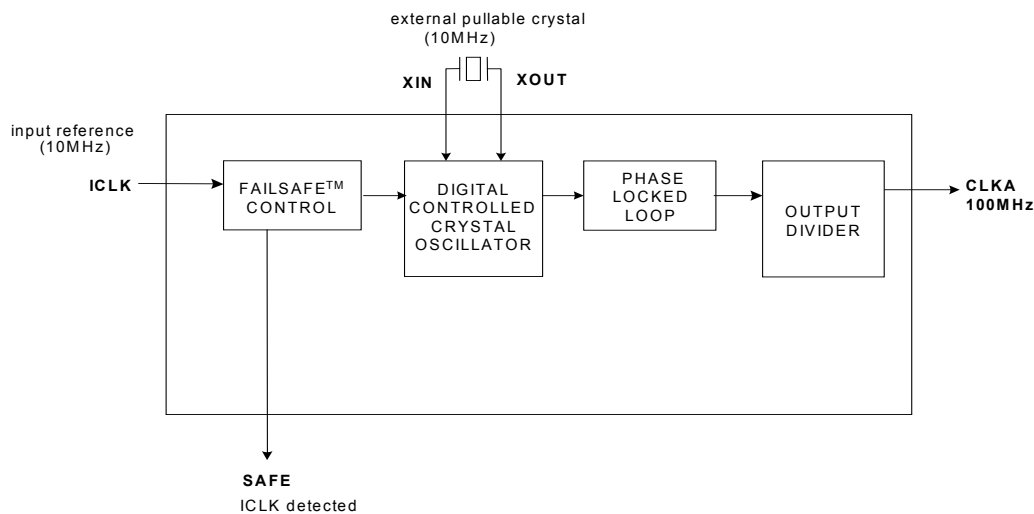 external pullable crystal
(10MHz)
XIN
XOUT
input reference
(10MHz)
ICLK
FAILSAFE™
CONTROL
DIGITAL
CONTROLLED
CRYSTAL
OSCILLATOR
PHASE
LOCKED
LOOP
OUTPUT
DIVIDER
CLKA
100MHz
SAFE
ICLK detected